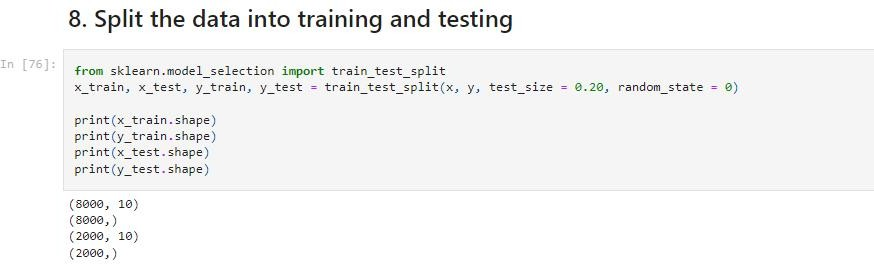 8. Split the data into training and testing
In [76]:
from sklearn.model_selection import train_test_split
x_train, x_test, y_train, y_test = train_test_split(x, y, test_size = 0.20, random_state = 0)
print(x_train.shape)
print(y_train.shape)
print(x_test.shape)
print(y_test.shape)
(8000, 10)
(8000,)
(2000, 10)
(2000,)